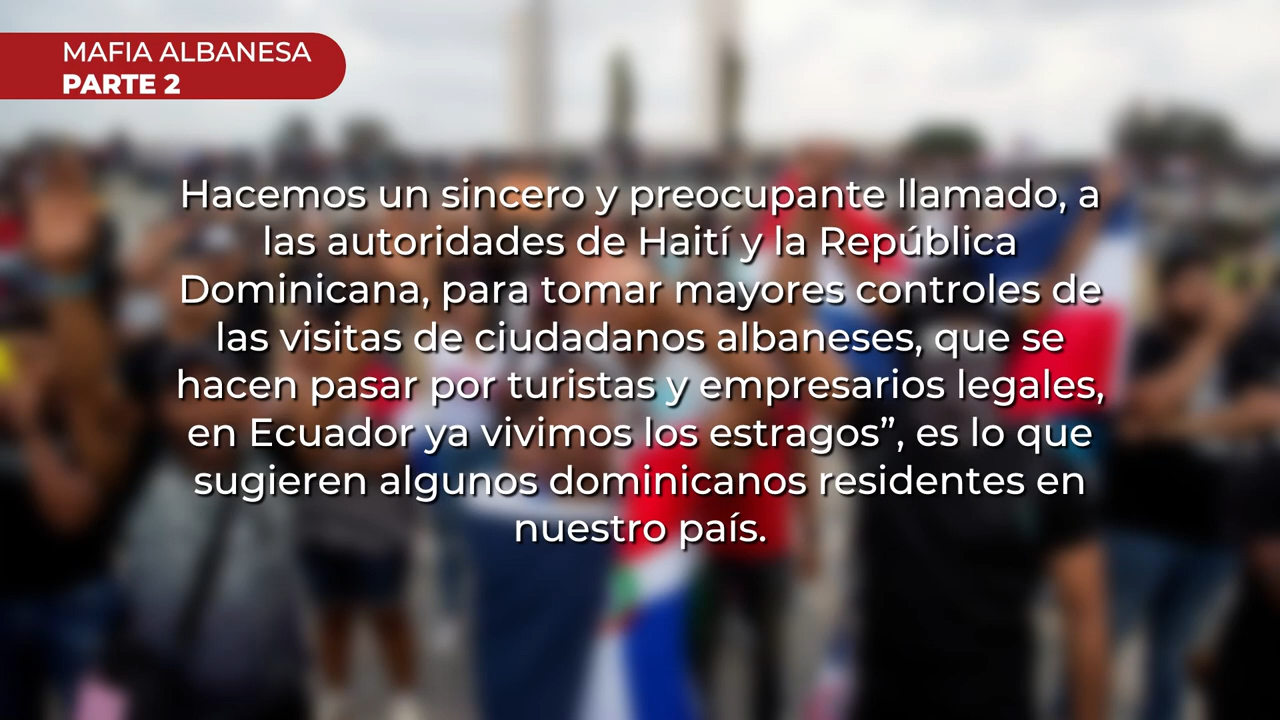 MAFIA ALBANESA
PARTE 2
Hacemos un sincero y preocupante llamado, a
las autoridades de Haití y la República
Dominicana, para tomar mayores controles de
las visitas de ciudadanos albaneses, que se
hacen pasar por turistas y empresarios legales,
en Ecuador ya vivimos los estragos”, es lo que
sugieren algunos dominicanos residentes en
nuestro país.